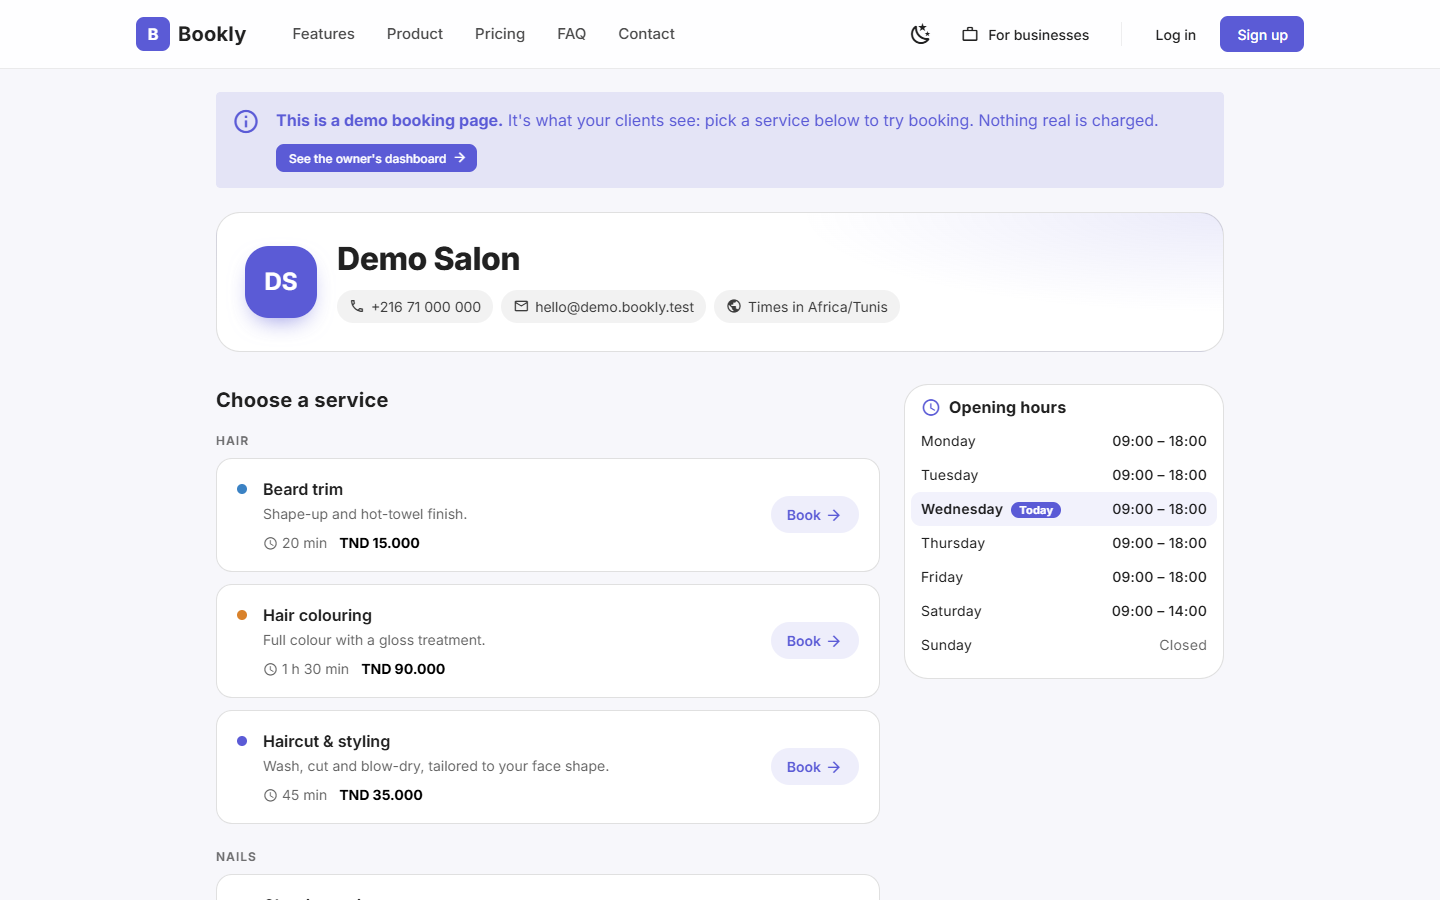 B Bookly
Features
Product
Pricing
FAQ
Contact
For businesses
Log in
Sign up
This is a demo booking page. It's what your clients see: pick a service below to try booking. Nothing real is charged.
See the owner's dashboard
DS
Demo Salon
+216 71 000 000
hello@demo.bookly.test
Times in Africa/Tunis
Choose a service
HAIR
Beard trim
Shape-up and hot-towel finish.
20 min TND 15.000
Book
Hair colouring
Full colour with a gloss treatment.
1 h 30 min TND 90.000
Book
Haircut & styling
Wash, cut and blow-dry, tailored to your face shape.
45 min TND 35.000
Book
NAILS
Opening hours
Monday 09:00 – 18:00
Tuesday 09:00 – 18:00
Wednesday Today 09:00 – 18:00
Thursday 09:00 – 18:00
Friday 09:00 – 18:00
Saturday 09:00 – 14:00
Sunday Closed